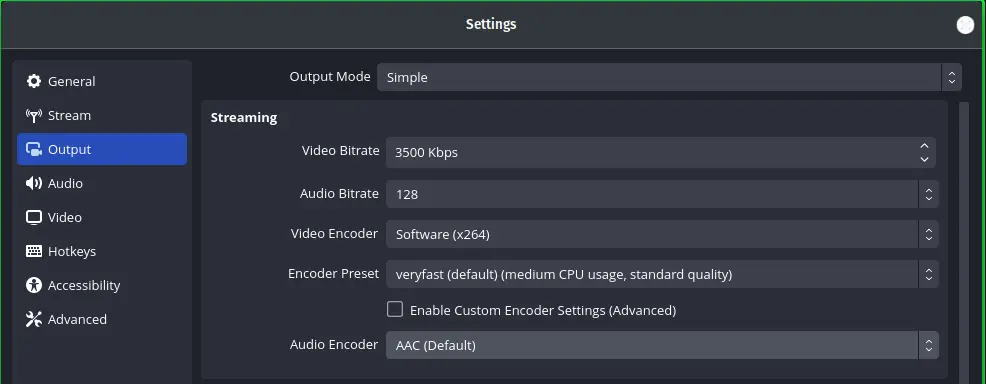 Settings
General
Stream
Output
Audio
Video
Hotkeys
Accessibility
Advanced
Output Mode Simple
Streaming
Video Bitrate 3500 Kbps
Audio Bitrate 128
Video Encoder Software (x264)
Encoder Preset veryfast (default) (medium CPU usage, standard quality)
Enable Custom Encoder Settings (Advanced)
Audio Encoder AAC (Default)